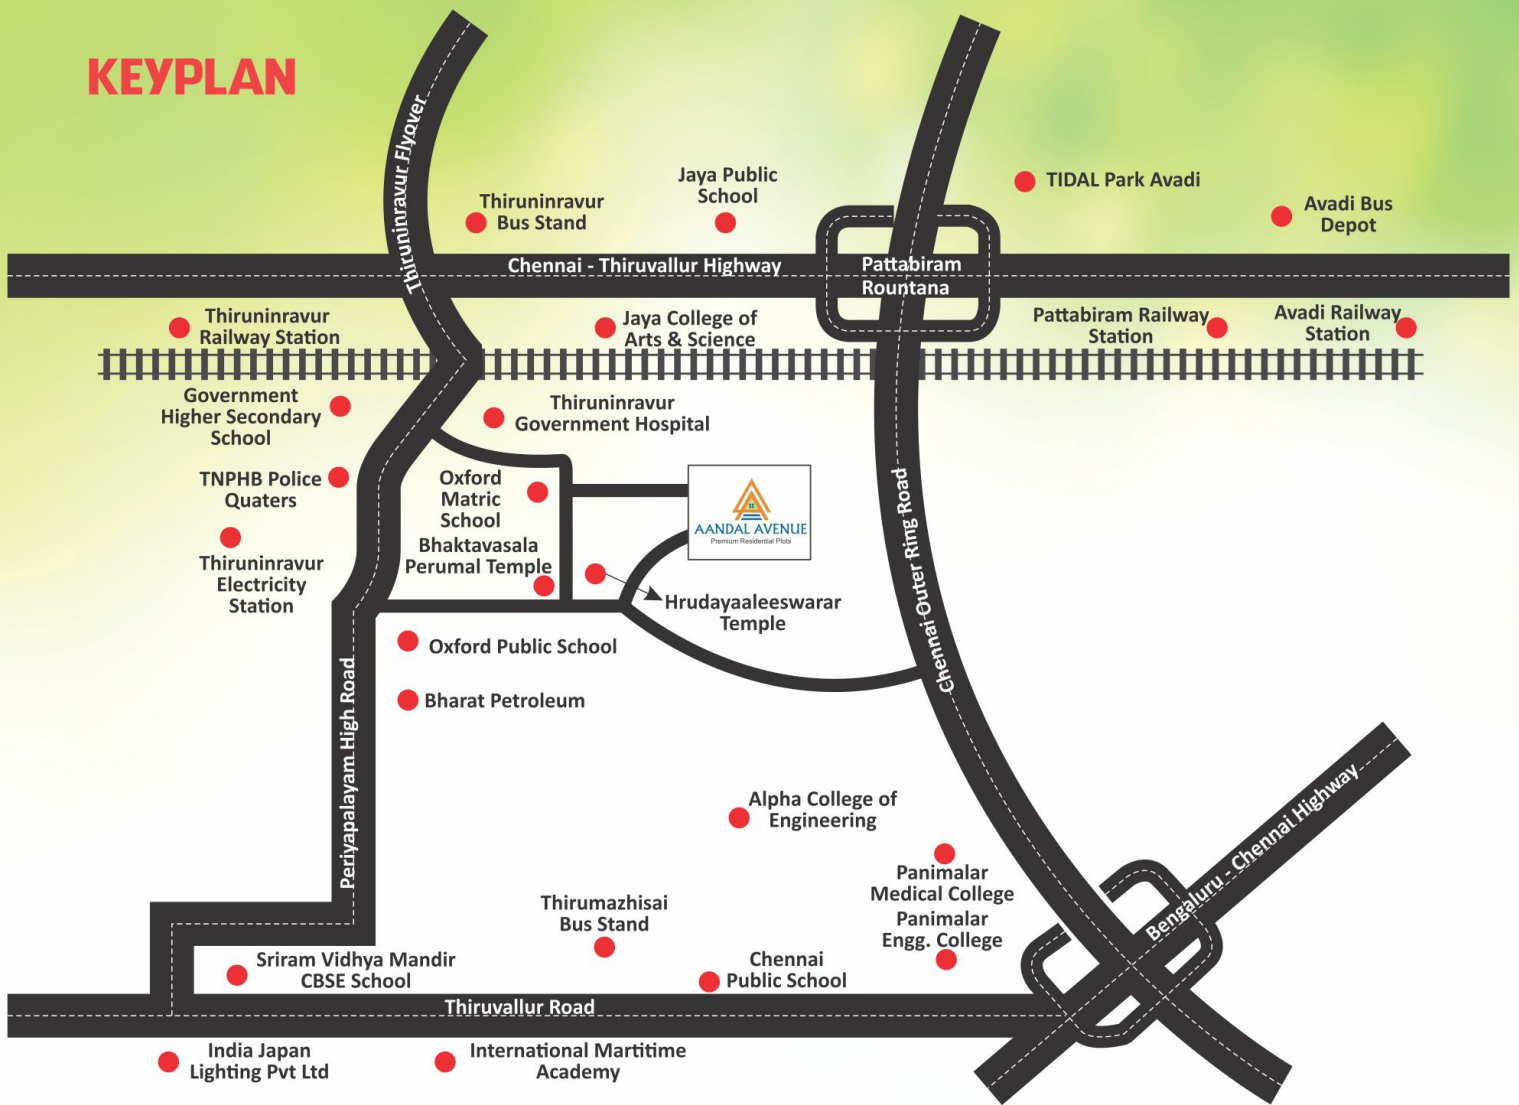 KEYPLAN
Thiruninravur Flyover
Thiruninravur
Bus Stand
Jaya Public
School
TIDAL Park Avadi
Avadi Bus
Depot
Chennai - Thiruvallur Highway
Pattabiram
Rountana
Thiruninravur
Railway Station
Jaya College of
Arts & Science
Pattabiram Railway
Station
Avadi Railway
Station
Government
Higher Secondary
School
Thiruninravur
Government Hospital
TNPHB Police
Quaters
Oxford
Matric
School
AANDAL AVENUE
Premium Residential Plots
Chennai Outer Ring Road
Thiruninravur
Electricity
Station
Bhaktavasala
Perumal Temple
Hrudayaaleeswarar
Temple
Oxford Public School
Bharat Petroleum
Periyapalayam High Road
Alpha College of
Engineering
Bengaluru - Chennai Highway
Panimalar
Medical College
Panimalar
Engg. College
Thirumazhisai
Bus Stand
Sriram Vidhya Mandir
CBSE School
Chennai
Public School
Thiruvallur Road
India Japan
Lighting Pvt Ltd
International Martitime
Academy